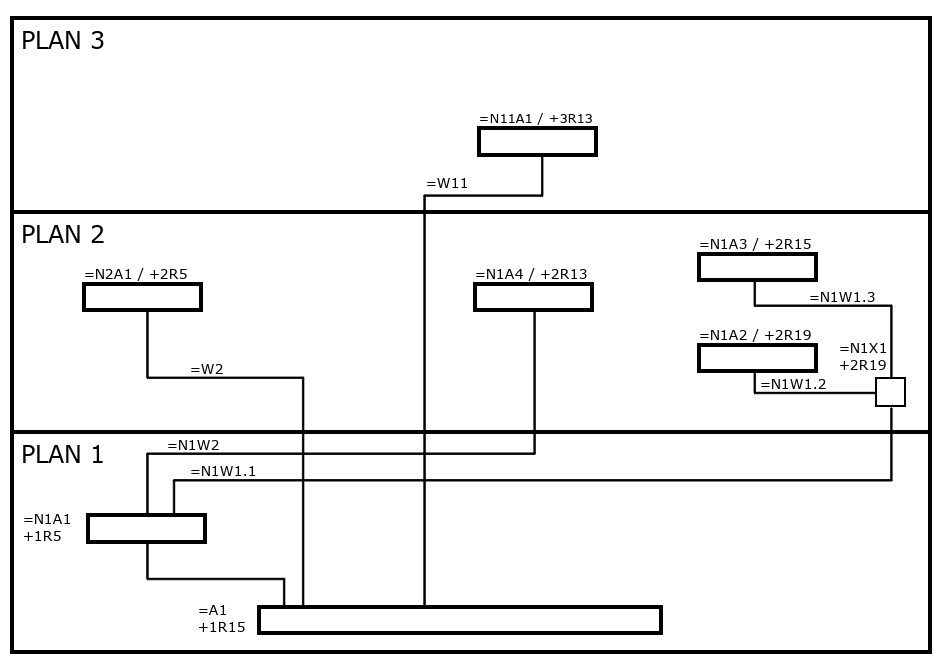 PLAN 3
=N11A1 / +3R13
=W11
PLAN 2
=N1A3 / +2R15
=N2A1 / +2R5
=N1A4 / +2R13
=N1W1.3
=N1A2 / +2R19
=N1X1
+2R19
=W2
=N1W1.2
PLAN 1
=N1W2
=N1W1.1
=N1A1
+1R5
=A1
+1R15